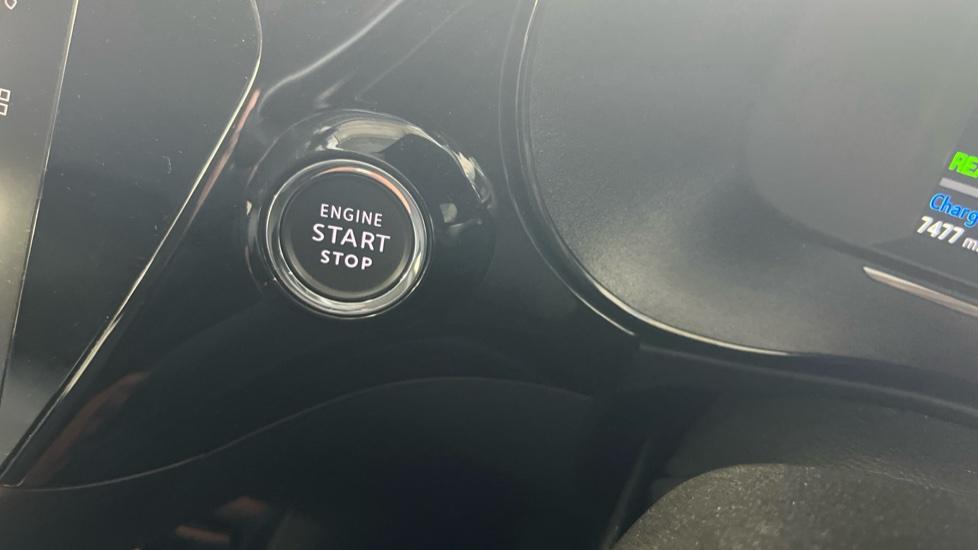 ENGINE
START
STOP
7477